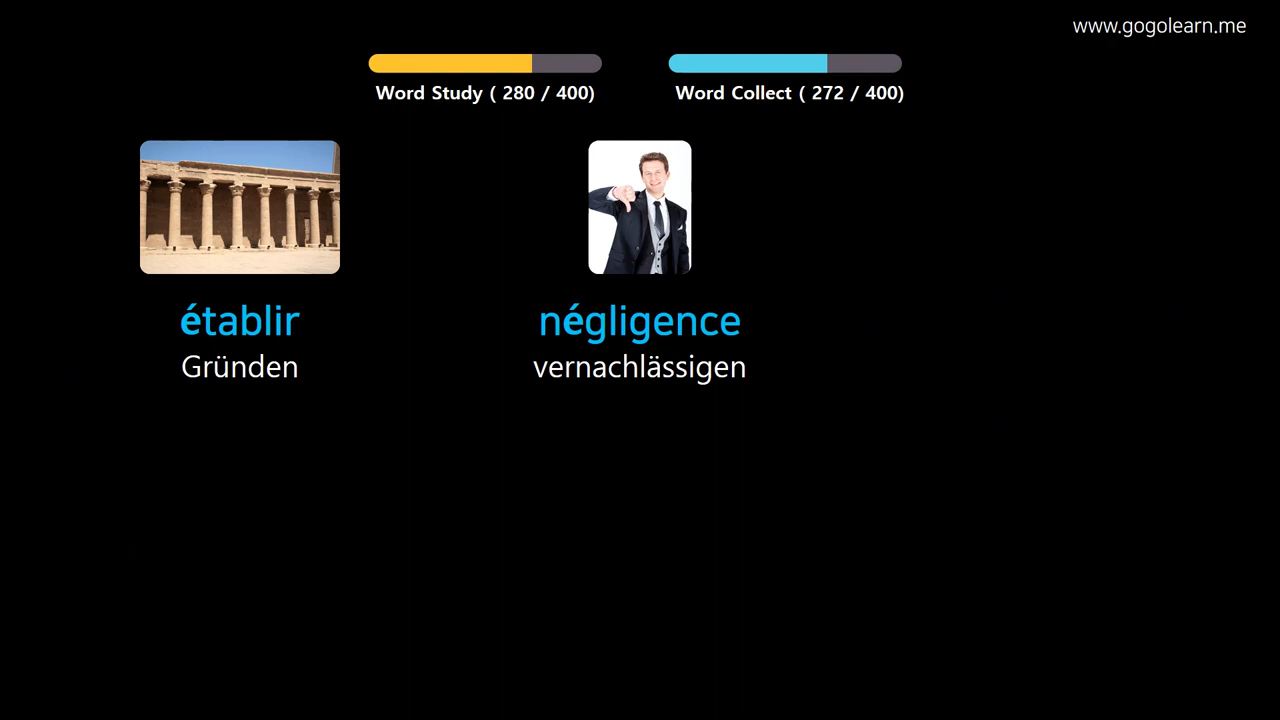 www.gogolearn.me
Word Study ( 280 / 400)
Word Collect ( 272 / 400)
établir
négligence
Gründen
vernachlässigen